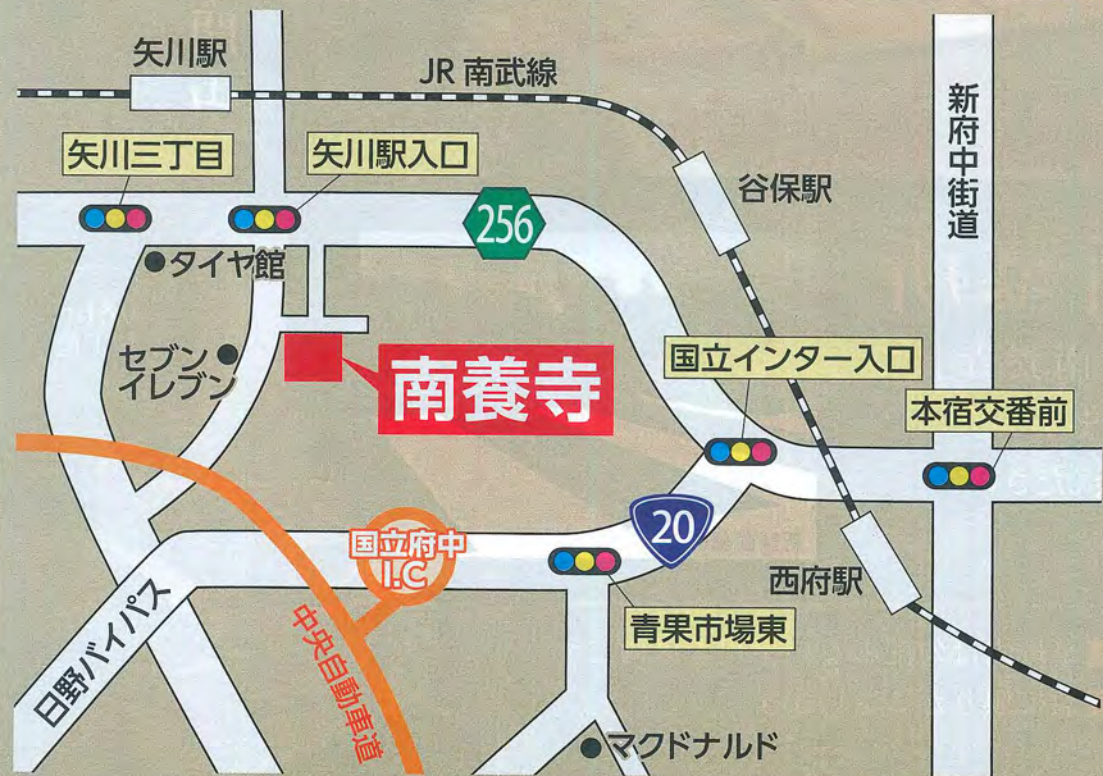 矢川駅
JR 南武線
新府中街道
矢川三丁目
矢川駅入口
谷保駅
256
タイヤ館
セブン
イレブン
南養寺
国立インター入口
本宿交番前
20
国立府中
I.C
西府駅
青果市場東
日野バイパス
中央自動車道
マクドナルド